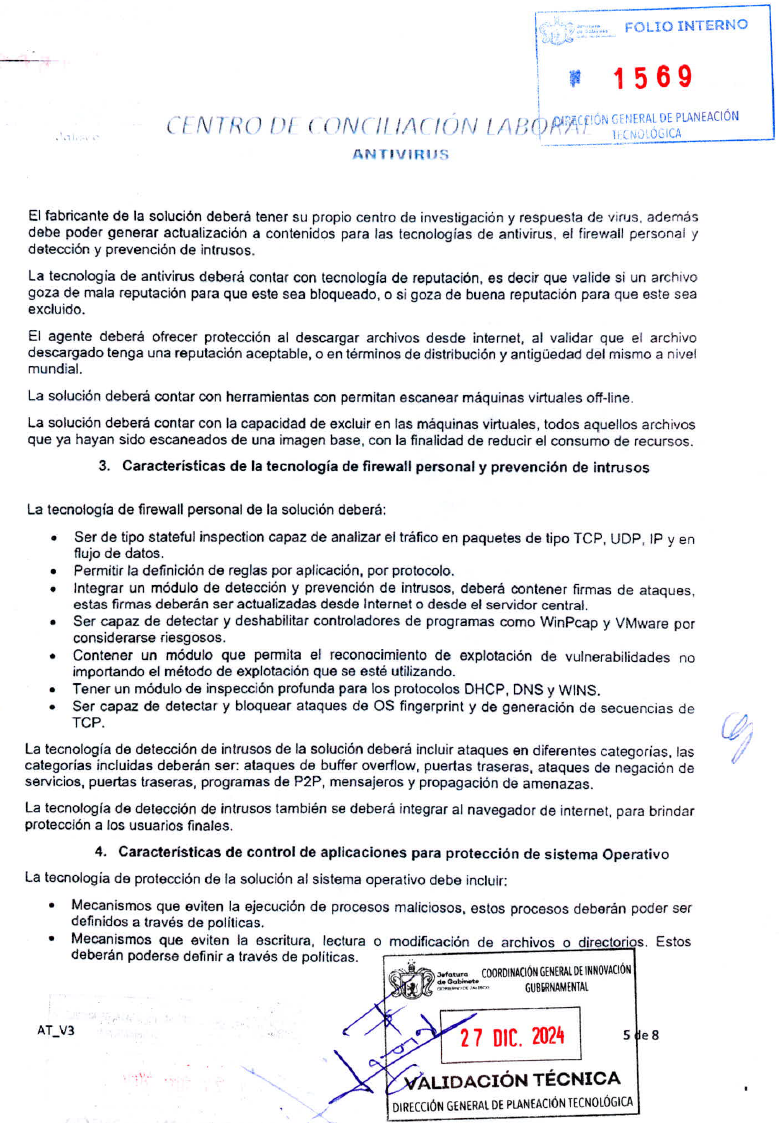 Jefatura
de Gabinete
FOLIO INTERNO
1569
DIRECCIÓN GENERAL DE PLANEACIÓN
TECNOLÓGICA
Jalisco
CENTRO DE CONCILIACIÓN LABORAL
ANTIVIRUS
El fabricante de la solución deberá tener su propio centro de investigación y respuesta de virus, además
debe poder generar actualización a contenidos para las tecnologías de antivirus, el firewall personal y
detección y prevención de intrusos.
La tecnología de antivirus deberá contar con tecnología de reputación, es decir que valide si un archivo
goza de mala reputación para que este sea bloqueado, o si goza de buena reputación para que este sea
excluido.
El agente deberá ofrecer protección al descargar archivos desde internet, al validar que el archivo
descargado tenga una reputación aceptable, o en términos de distribución y antigüedad del mismo a nivel
mundial.
La solución deberá contar con herramientas con permitan escanear máquinas virtuales off-line.
La solución deberá contar con la capacidad de excluir en las máquinas virtuales, todos aquellos archivos
que ya hayan sido escaneados de una imagen base, con la finalidad de reducir el consumo de recursos.
3. Características de la tecnología de firewall personal y prevención de intrusos
La tecnología de firewall personal de la solución deberá:
• Ser de tipo stateful inspection capaz de analizar el tráfico en paquetes de tipo TCP, UDP, IP y en
flujo de datos.
• Permitir la definición de reglas por aplicación, por protocolo.
• Integrar un módulo de detección y prevención de intrusos, deberá contener firmas de ataques,
estas firmas deberán ser actualizadas desde Internet o desde el servidor central.
• Ser capaz de detectar y deshabilitar controladores de programas como WinPcap y VMware por
considerarse riesgosos.
• Contener un módulo que permita el reconocimiento de explotación de vulnerabilidades no
importando el método de explotación que se esté utilizando.
• Tener un módulo de inspección profunda para los protocolos DHCP, DNS y WINS.
• Ser capaz de detectar y bloquear ataques de OS fingerprint y de generación de secuencias de
TCP.
La tecnología de detección de intrusos de la solución deberá incluir ataques en diferentes categorías, las
categorías incluidas deberán ser: ataques de buffer overflow, puertas traseras, ataques de negación de
servicios, puertas traseras, programas de P2P, mensajeros y propagación de amenazas.
La tecnología de detección de intrusos también se deberá integrar al navegador de internet, para brindar
protección a los usuarios finales.
4. Características de control de aplicaciones para protección de sistema Operativo
La tecnología de protección de la solución al sistema operativo debe incluir:
• Mecanismos que eviten la ejecución de procesos maliciosos, estos procesos deberán poder ser
definidos a través de políticas.
• Mecanismos que eviten la escritura, lectura o modificación de archivos o directorios. Estos
deberán poderse definir a través de políticas.
Jefatura
de Gabinete
GOBIERNO DE JALISCO
COORDINACIÓN GENERAL DE INNOVACIÓN
GUBERNAMENTAL
27 DIC. 2024
AT_V3
5 de 8
VALIDACIÓN TÉCNICA
DIRECCIÓN GENERAL DE PLANEACIÓN TECNOLÓGICA